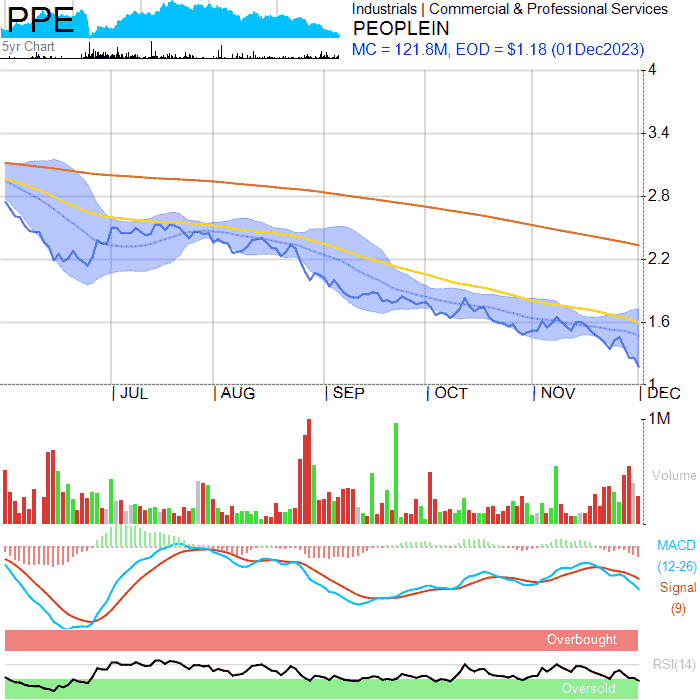 PPE
5yr Chart
Industrials | Commercial & Professional Services
PEOPLEIN
MC = 121.8M, EOD = $1.18 (01Dec2023)
4
3.4
2.8
2.2
1.6
1
JUL AUG SEP OCT NOV DEC
1M
Volume
MACD
(12-26)
Signal
(9)
Overbought
RSI(14)
Oversold